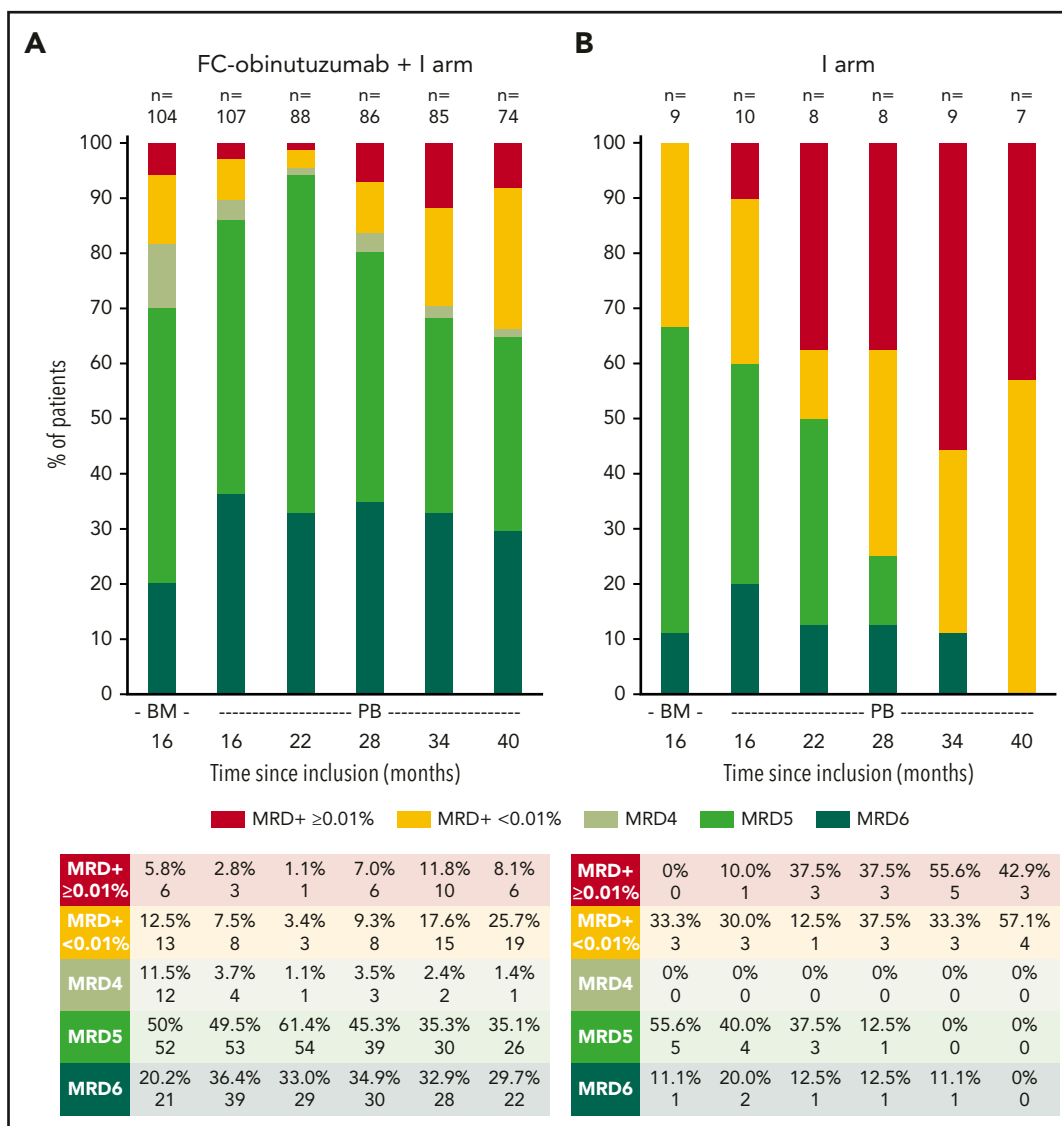 A
FC-obinutuzumab + I arm
n= n= n= n= n= n=
104 107 88 86 85 74
100
90
80
70
60
50
40
30
20
10
0
% of patients
- BM - -------------------- PB --------------------
16 16 22 28 34 40
Time since inclusion (months)
B
I arm
n= n= n= n= n= n=
9 10 8 8 9 7
100
90
80
70
60
50
40
30
20
10
0
- BM - -------------------- PB --------------------
16 16 22 28 34 40
Time since inclusion (months)
MRD+ ≥0.01% MRD+ <0.01% MRD4 MRD5 MRD6
MRD+ 5.8% 2.8% 1.1% 7.0% 11.8% 8.1%
≥0.01% 6 3 1 6 10 6
MRD+ 12.5% 7.5% 3.4% 9.3% 17.6% 25.7%
<0.01% 13 8 3 8 15 19
MRD4 11.5% 3.7% 1.1% 3.5% 2.4% 1.4%
12 4 1 3 2 1
MRD5 50% 49.5% 61.4% 45.3% 35.3% 35.1%
52 53 54 39 30 26
MRD6 20.2% 36.4% 33.0% 34.9% 32.9% 29.7%
21 39 29 30 28 22
MRD+ 0% 10.0% 37.5% 37.5% 55.6% 42.9%
≥0.01% 0 1 3 3 5 3
MRD+ 33.3% 30.0% 12.5% 37.5% 33.3% 57.1%
<0.01% 3 3 1 3 3 4
MRD4 0% 0% 0% 0% 0% 0%
0 0 0 0 0 0
MRD5 55.6% 40.0% 37.5% 12.5% 0% 0%
5 4 3 1 0 0
MRD6 11.1% 20.0% 12.5% 12.5% 11.1% 0%
1 2 1 1 1 0